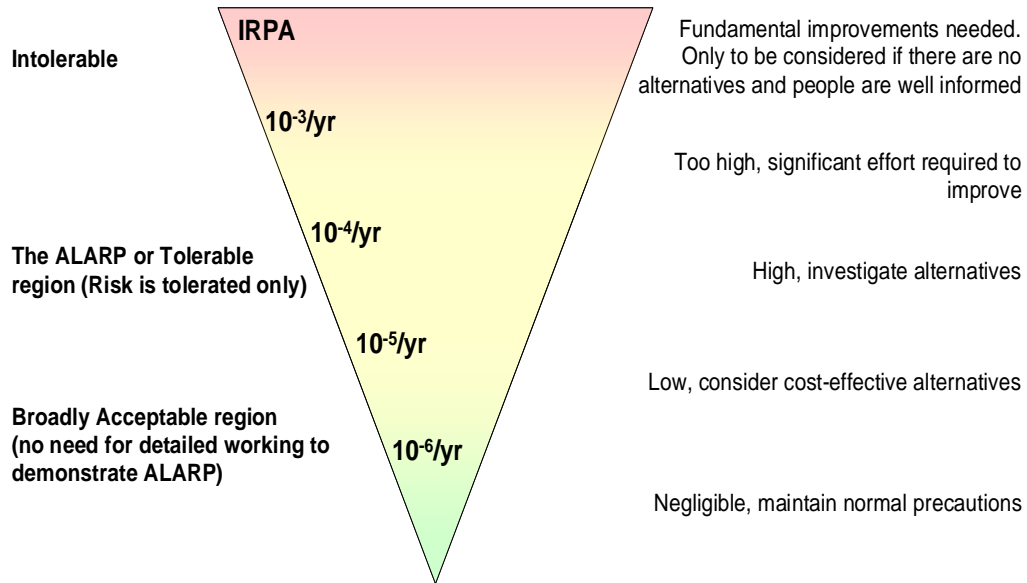 IRPA
Intolerable
Fundamental improvements needed.
Only to be considered if there are no
alternatives and people are well informed
10⁻³/yr
Too high, significant effort required to
improve
10⁻⁴/yr
The ALARP or Tolerable
region (Risk is tolerated only)
High, investigate alternatives
10⁻⁵/yr
Low, consider cost-effective alternatives
Broadly Acceptable region
(no need for detailed working to
demonstrate ALARP)
10⁻⁶/yr
Negligible, maintain normal precautions